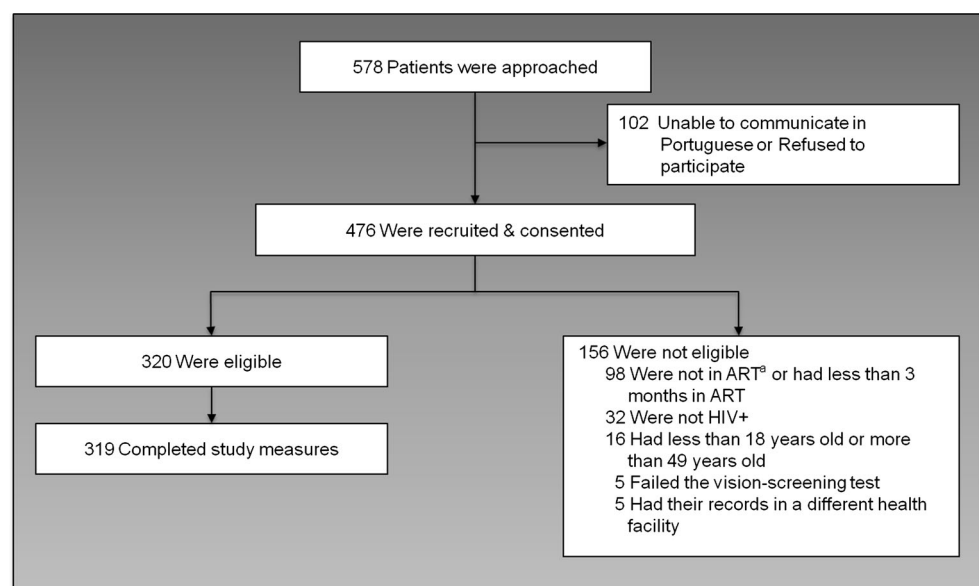 578 Patients were approached
102 Unable to communicate in
Portuguese or Refused to
participate
476 Were recruited & consented
320 Were eligible
319 Completed study measures
156 Were not eligible
98 Were not in ARTᵃ or had less than 3
months in ART
32 Were not HIV+
16 Had less than 18 years old or more
than 49 years old
5 Failed the vision-screening test
5 Had their records in a different health
facility